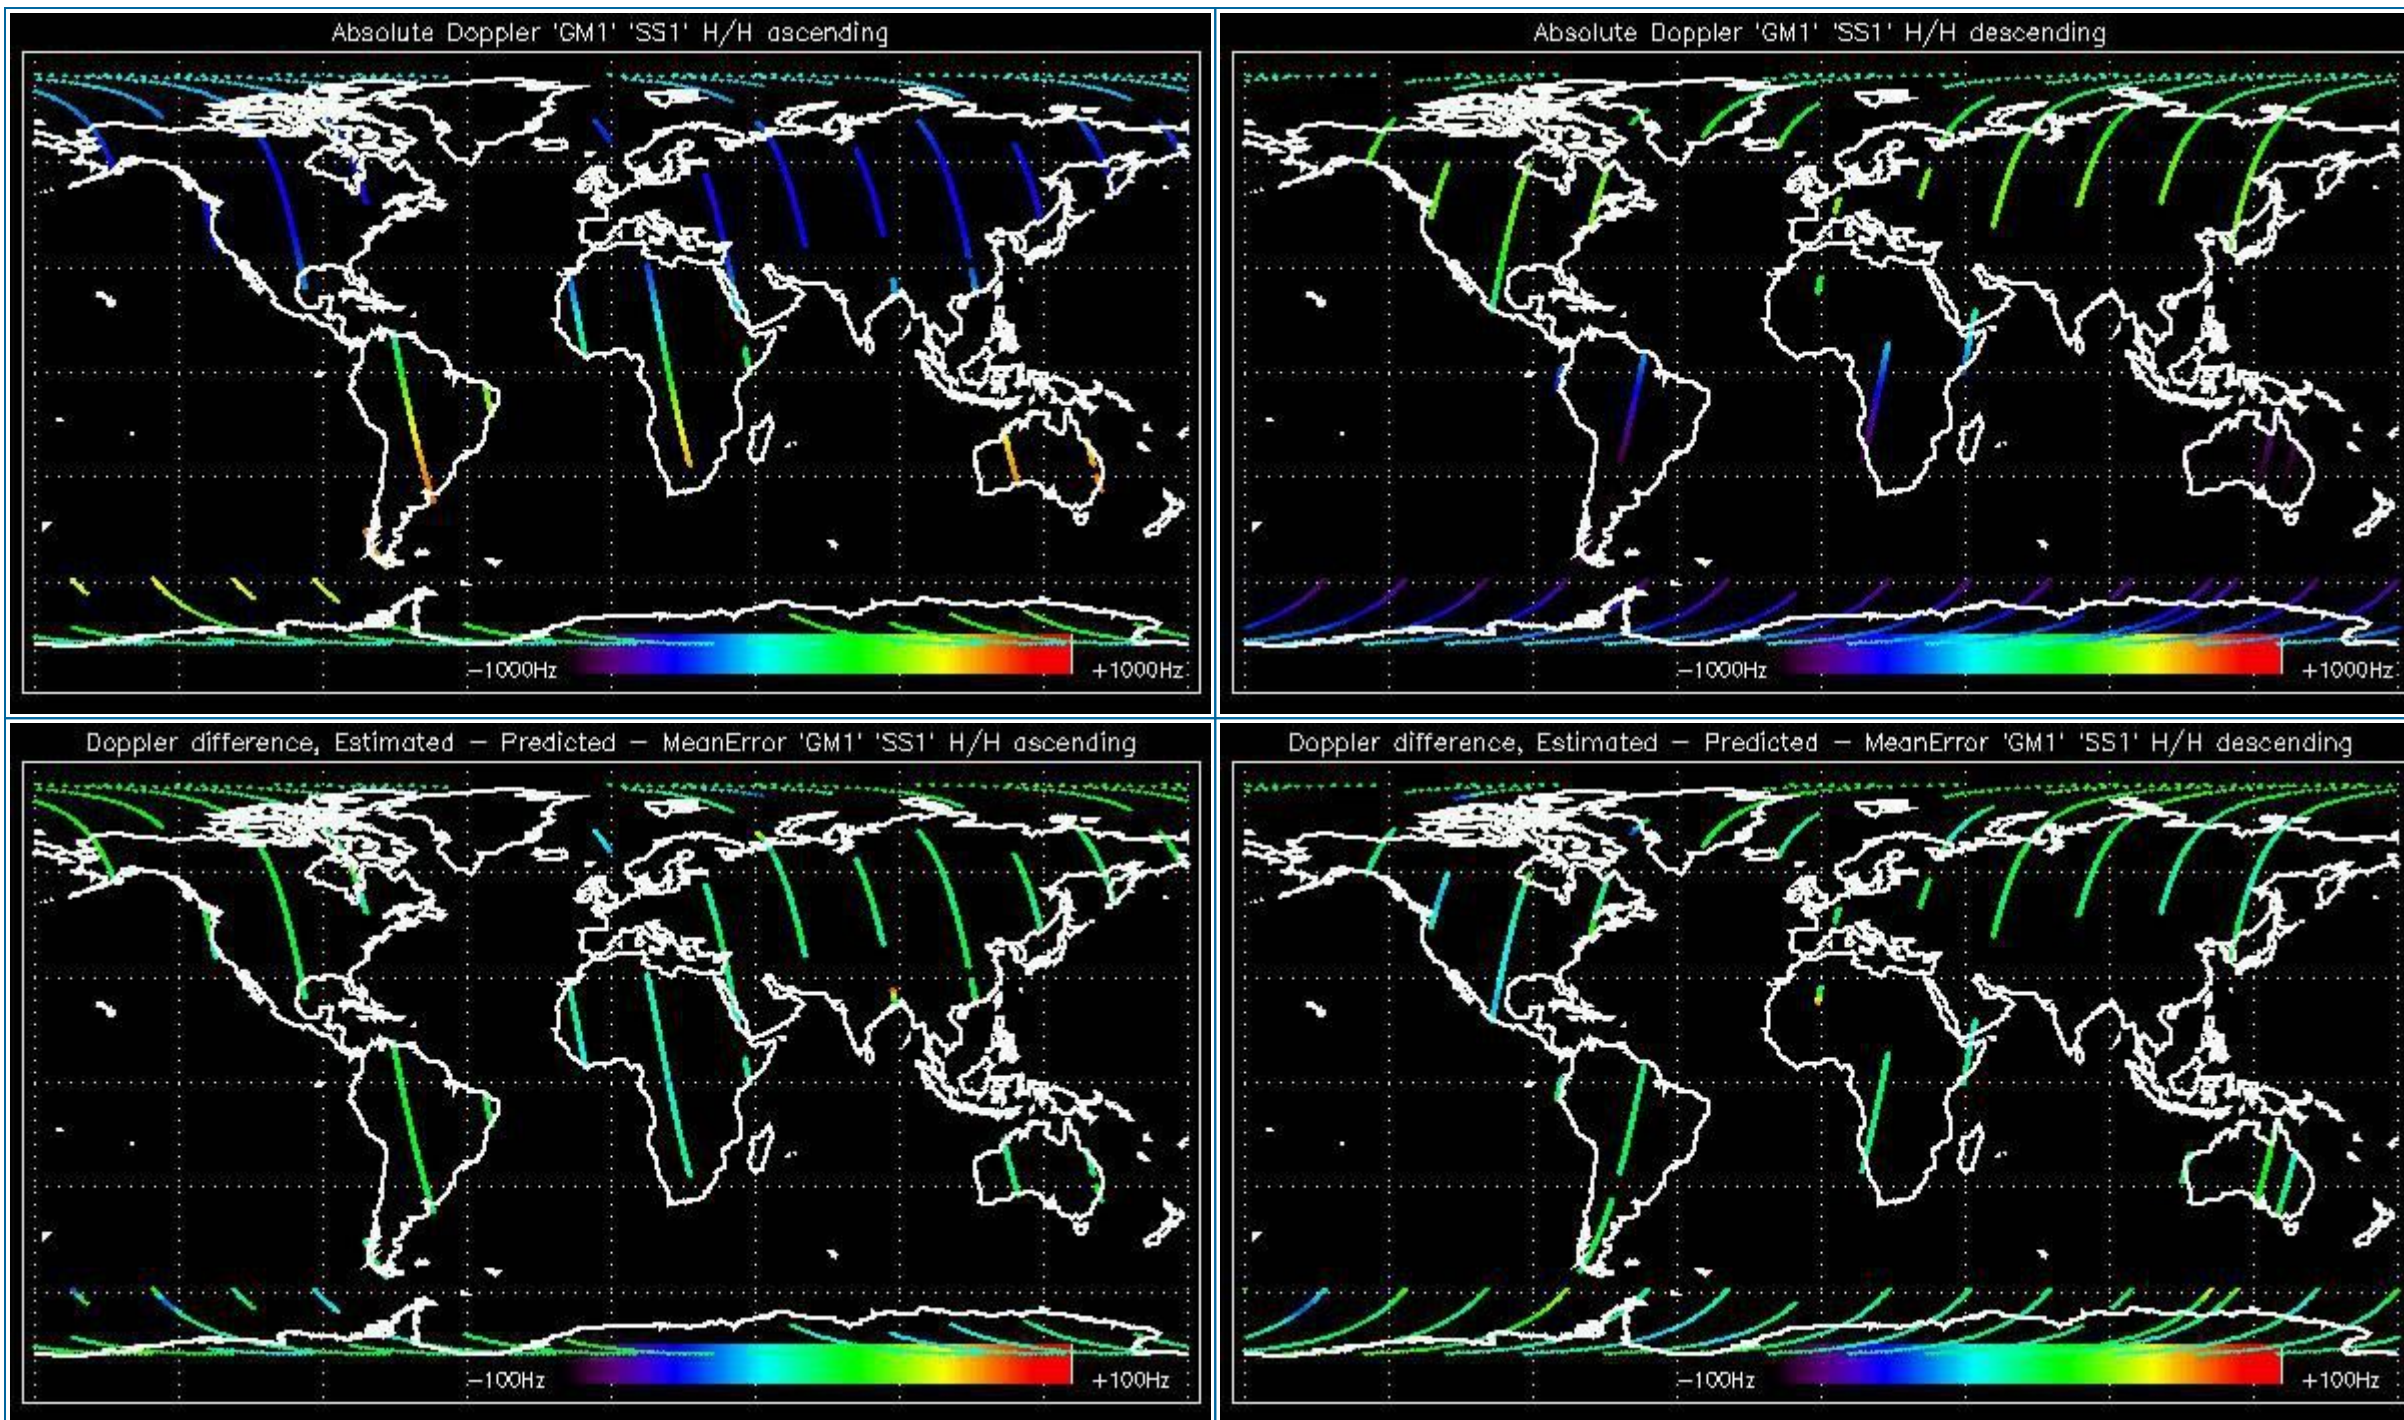 Absolute Doppler 'GM1' 'SS1' H/H ascending
-1000Hz
+1000Hz
Absolute Doppler 'GM1' 'SS1' H/H descending
-1000Hz
+1000Hz
Doppler difference, Estimated - Predicted - MeanError 'GM1' 'SS1' H/H ascending
-100Hz
+100Hz
Doppler difference, Estimated - Predicted - MeanError 'GM1' 'SS1' H/H descending
-100Hz
+100Hz